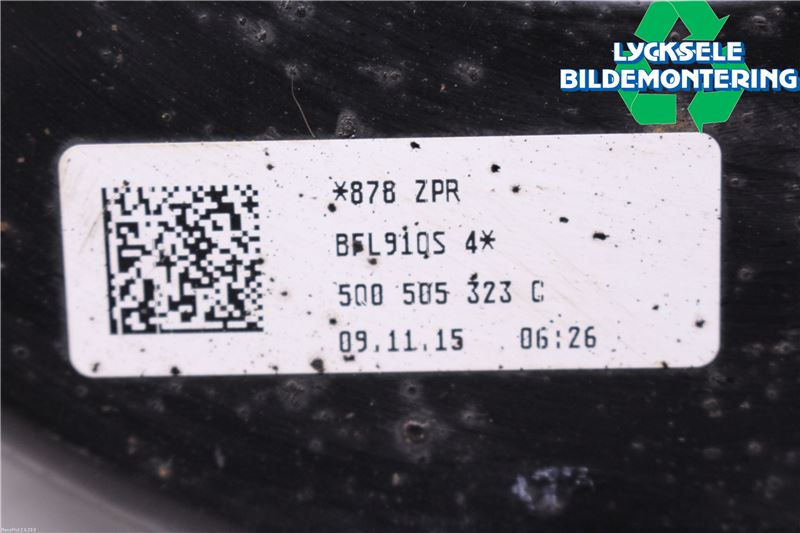 LYCKSELE
BILDEMONTERING
*878 ZPR
BFL91QS 4*
5Q0 505 323 C
09.11.15 06:26